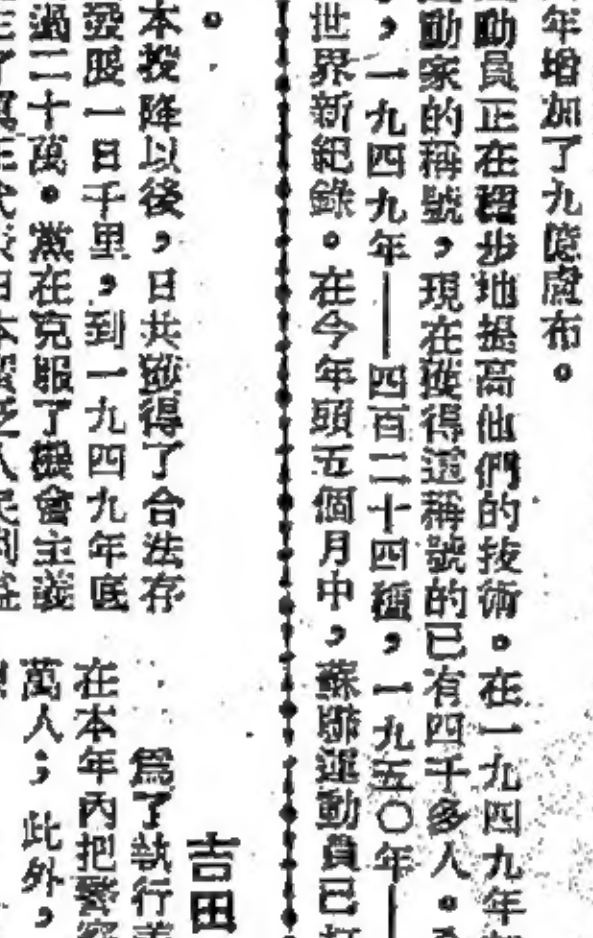 年增加了九億壓布。
動員正在穩步地提高他們的技術。在一九四九年
動家的稱號,現在獲得這稱號的已有四千多人。
,一九四九年——四百二十四種,一九五〇年——
世界新紀錄。在今年頭五個月中,蘇聯運動員已打
。
本投降以後,日共獲得了合法存
發展一日千里,到一九四九年底
過二十萬。黨在克服了機會主義
日本
人民
吉田
爲了執行
在本年內把警察
萬人;此外,